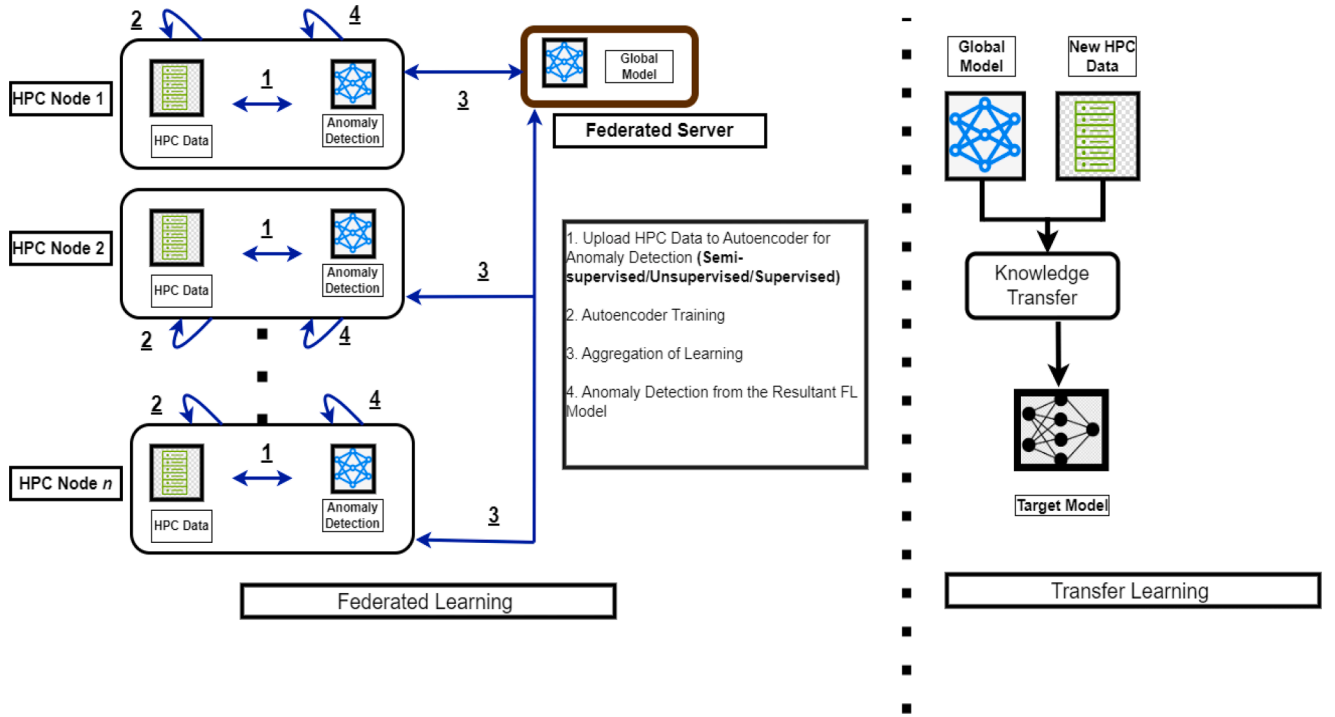 2
4
HPC Node 1
1
HPC Data
Anomaly
Detection
3
Global
Model
Federated Server
HPC Node 2
1
HPC Data
Anomaly
Detection
3
2
4
1. Upload HPC Data to Autoencoder for
Anomaly Detection (Semi-
supervised/Unsupervised/Supervised)
2. Autoencoder Training
3. Aggregation of Learning
4. Anomaly Detection from the Resultant FL
Model
2
4
HPC Node n
1
HPC Data
Anomaly
Detection
3
Federated Learning
Global
Model
New HPC
Data
Knowledge
Transfer
Target Model
Transfer Learning